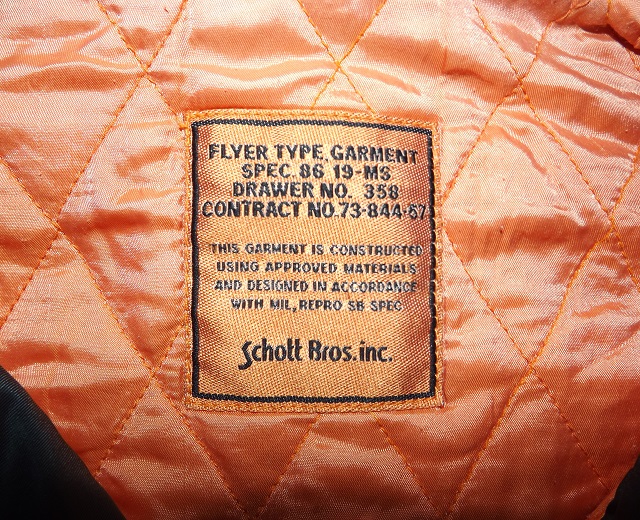 FLYER TYPE, GARMENT
SPEC. 86 19-MS
DRAWER NO. 358
CONTRACT NO.73-844-57
THIS GARMENT IS CONSTRUCTED
USING APPROVED MATERIALS
AND DESIGNED IN ACCORDANCE
WITH MIL, REPRO SB SPEC
Schott Bros. inc.